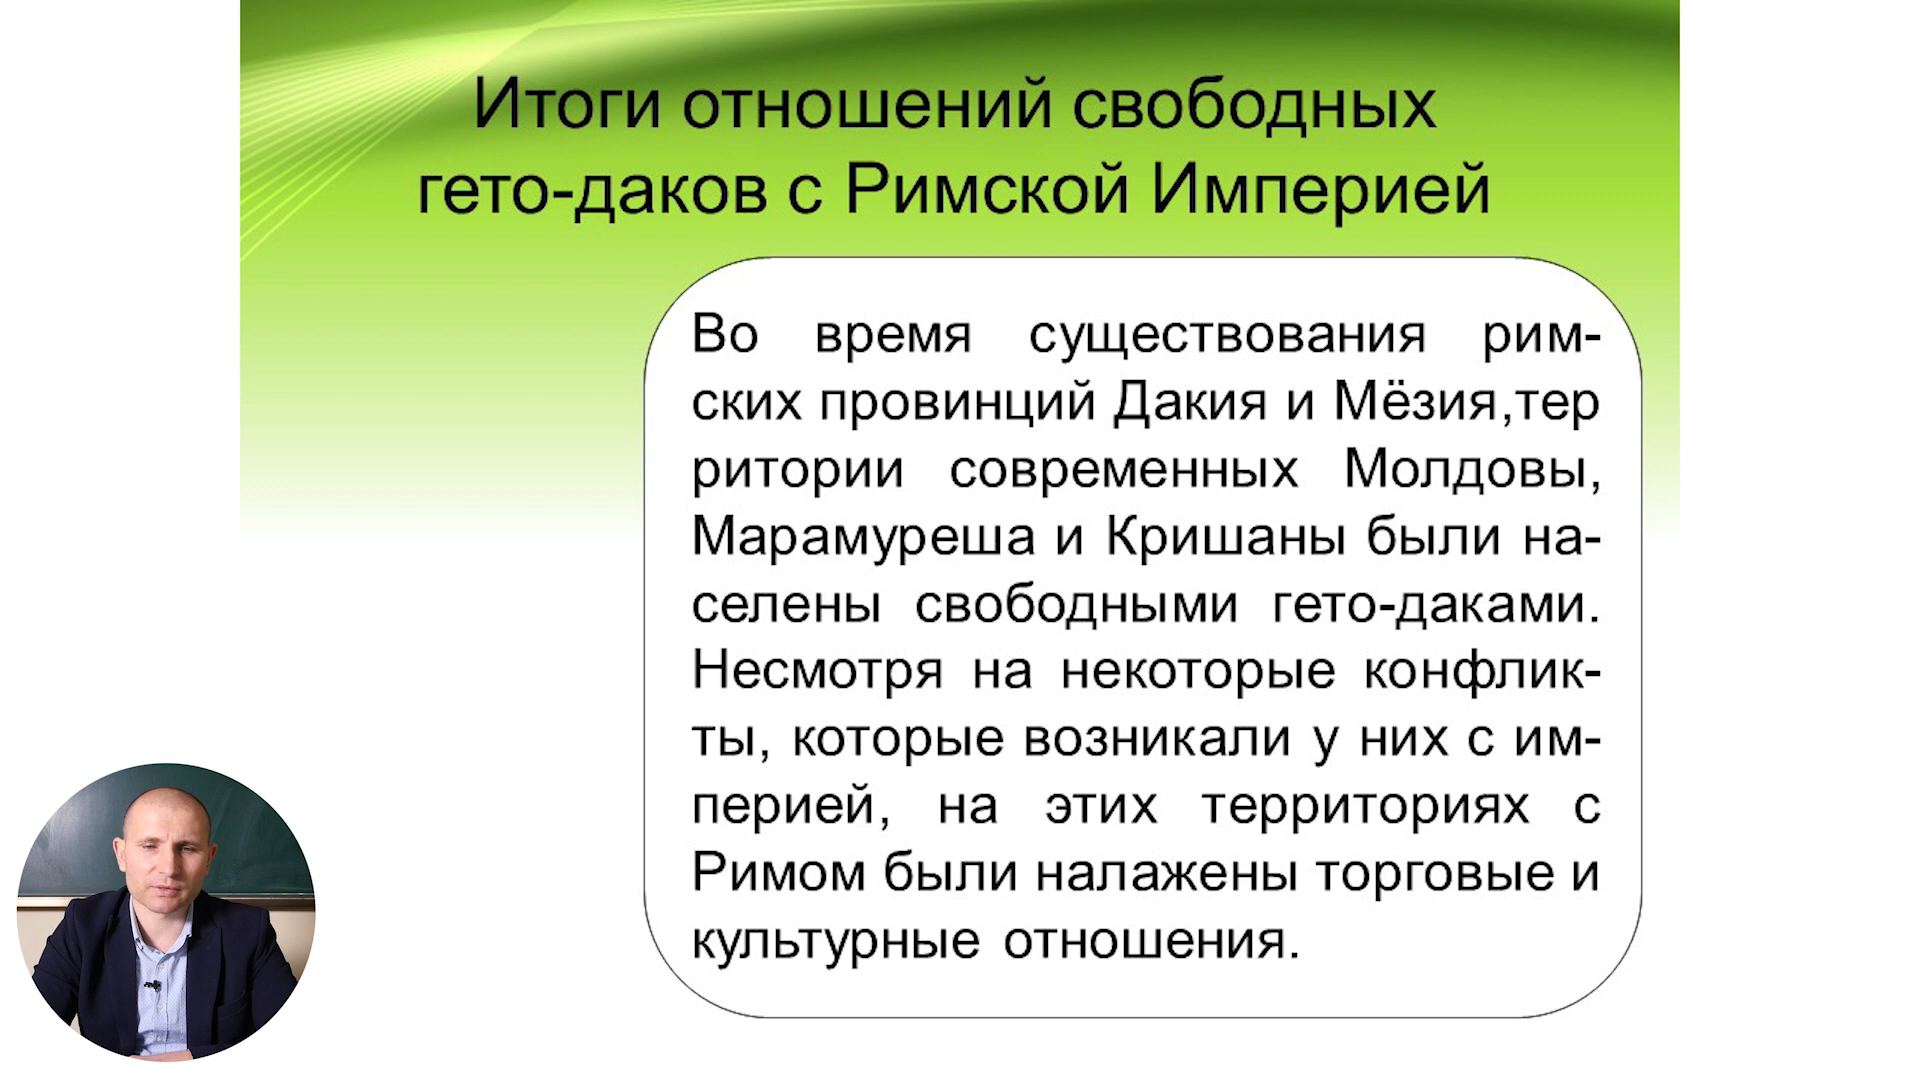 Итоги отношений свободных
гето-даков с Римской Империей
Во время существования рим-
ских провинций Дакия и Мёзия,тер
ритории современных Молдовы,
Марамуреша и Кришаны были на-
селены свободными гето-даками.
Несмотря на некоторые конфлик-
ты, которые возникали у них с им-
перией, на этих территориях с
Римом были налажены торговые и
культурные отношения.